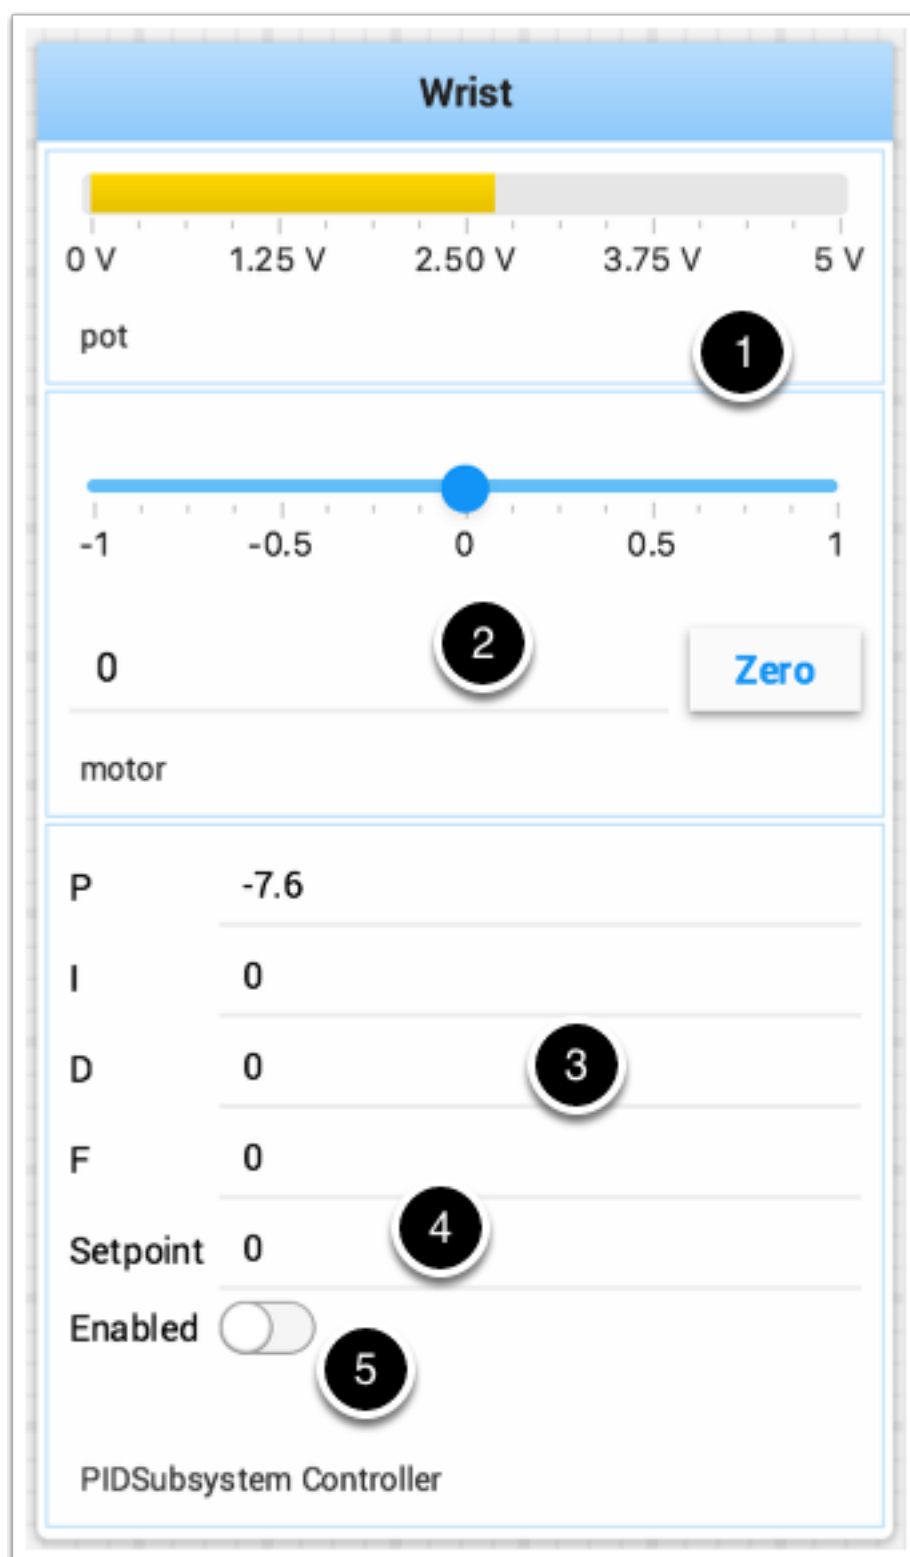 Wrist
0 V 1.25 V 2.50 V 3.75 V 5 V
pot
1
-1 -0.5 0 0.5 1
2
0 Zero
motor
P -7.6
I 0
D 0
3
F 0
4
Setpoint 0
Enabled
5
PIDSubsystem Controller